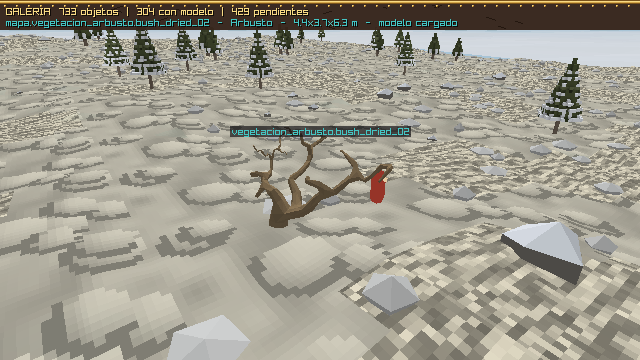 GALERIA 733 objetos | 304 con modelo | 429 pendientes
mapa.vegetacion_arbusto.bush_dried_02 - Arbusto - 4.4x3.7x6.3 m - modelo cargado
vegetacion_arbusto.bush_dried_02